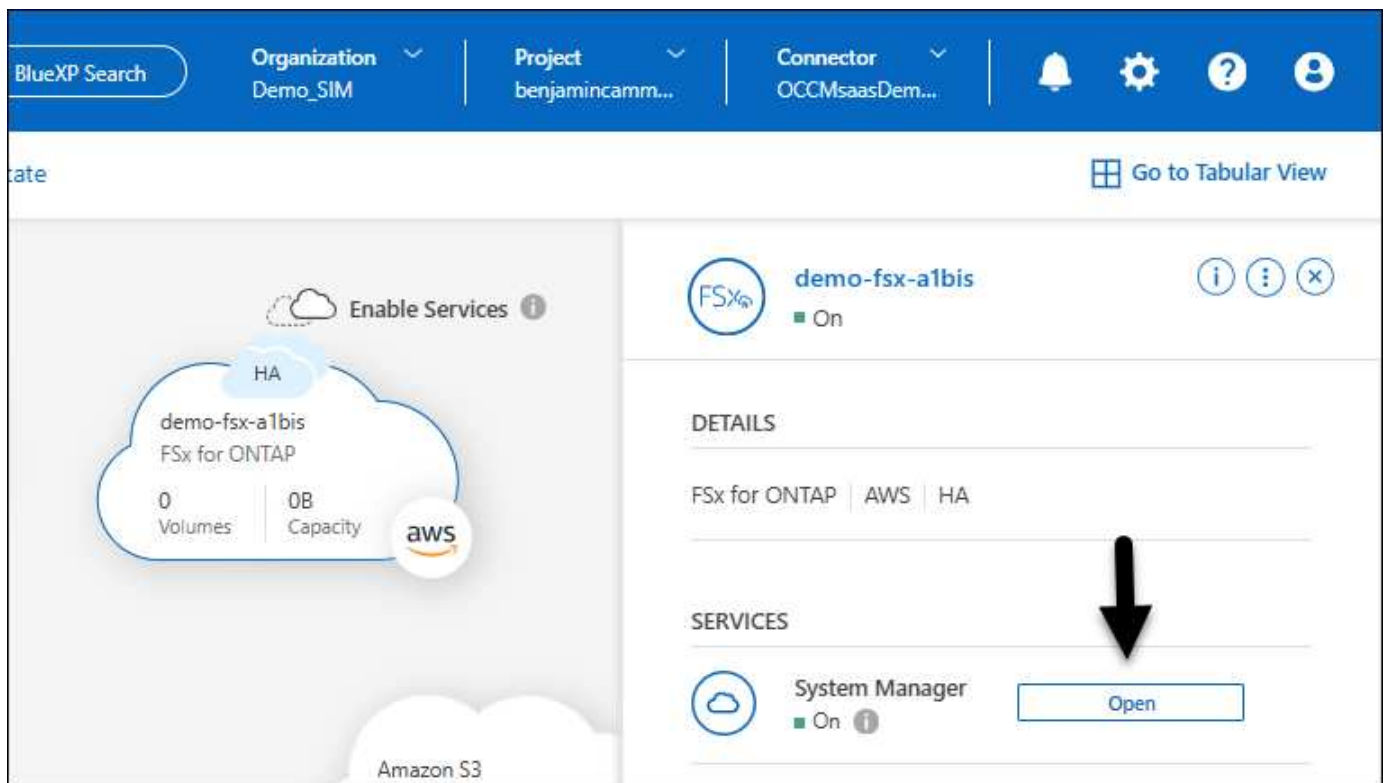 BlueXP Search
Organization
Demo_SIM
Project
benjamincamm...
Connector
OCCMsaasDem...
Go to Tabular View
Enable Services
HA
demo-fsx-a1bis
FSx for ONTAP
0
Volumes
0B
Capacity
aws
Amazon S3
FSx
demo-fsx-a1bis
On
DETAILS
FSx for ONTAP | AWS | HA
SERVICES
System Manager
On
Open